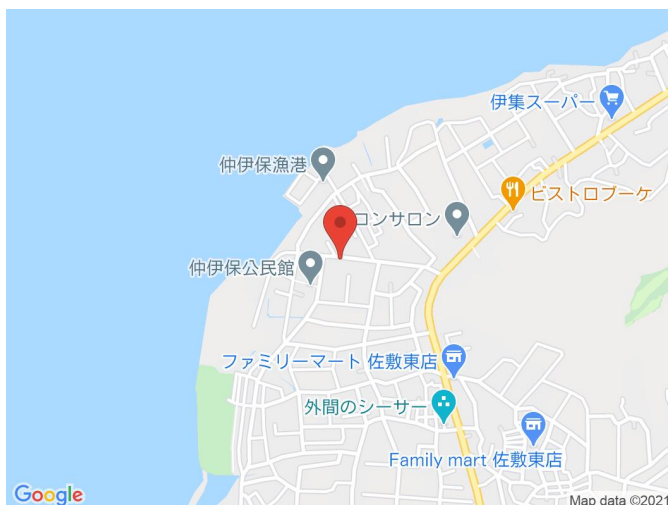 伊集スーパー
仲伊保漁港
ビストロブーケ
コンサロン
仲伊保公民館
ファミリーマート 佐敷東店
外間のシーサー
Family mart 佐敷東店
Google
Map data ©2021